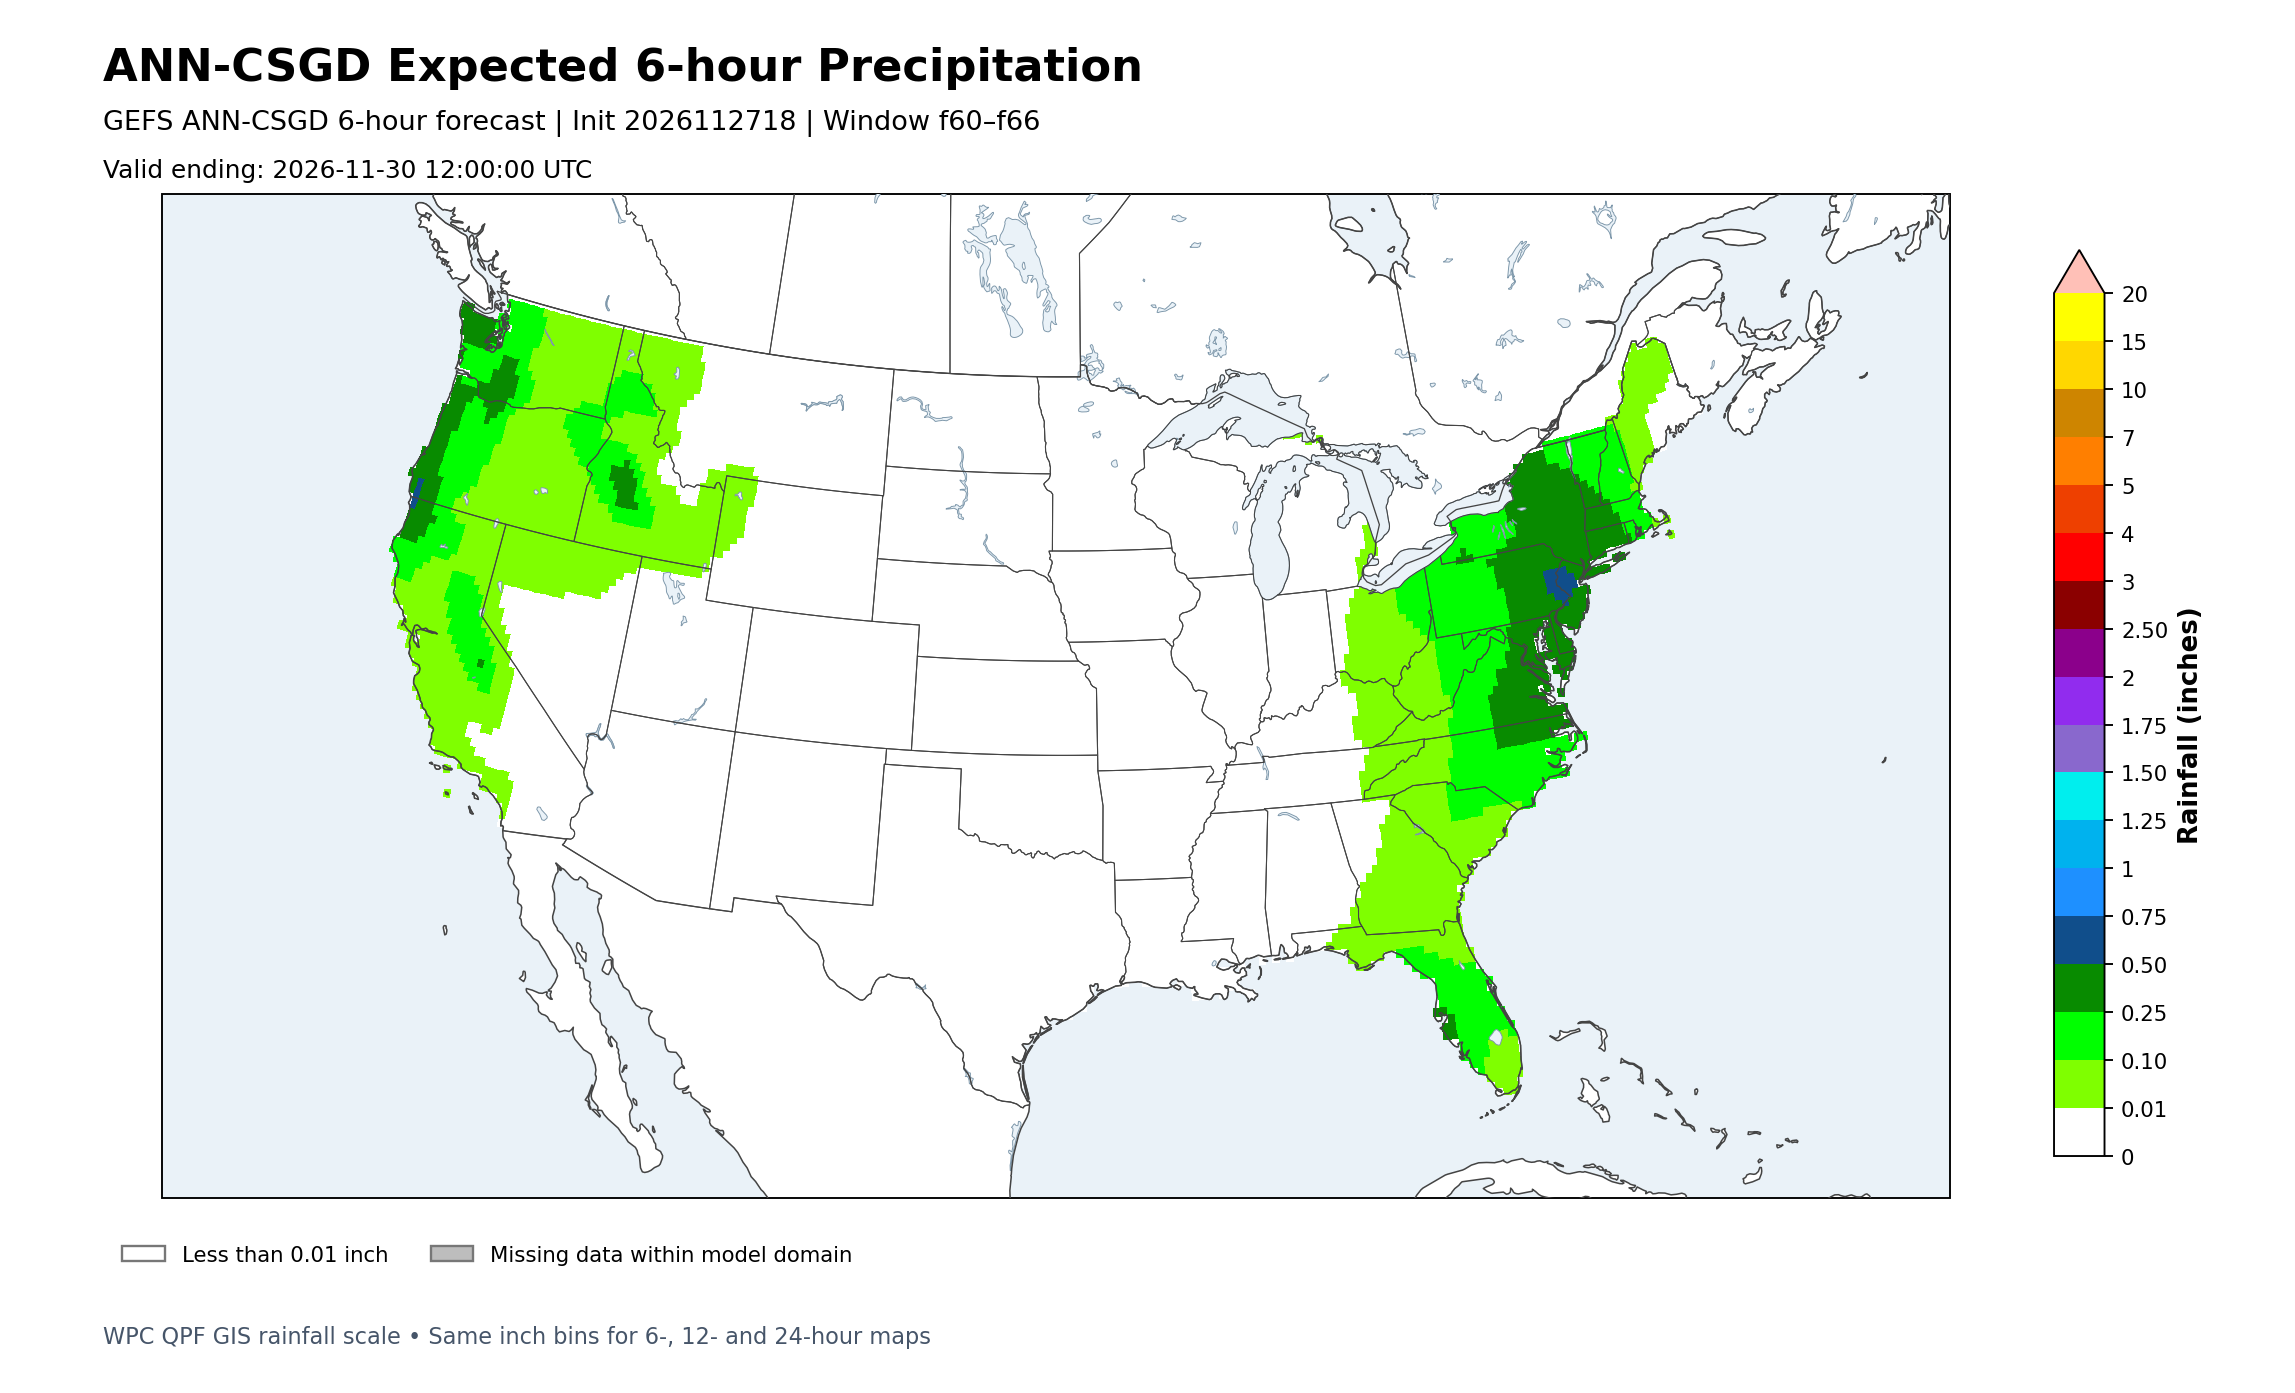 ANN-CSGD Expected 6-hour Precipitation
GEFS ANN-CSGD 6-hour forecast | Init 2026112718 | Window f60–f66
Valid ending: 2026-11-30 12:00:00 UTC
20
15
10
7
5
4
3
2.50
2
1.75
1.50
1.25
1
0.75
0.50
0.25
0.10
0.01
0
Rainfall (inches)
Less than 0.01 inch
Missing data within model domain
WPC QPF GIS rainfall scale • Same inch bins for 6-, 12- and 24-hour maps